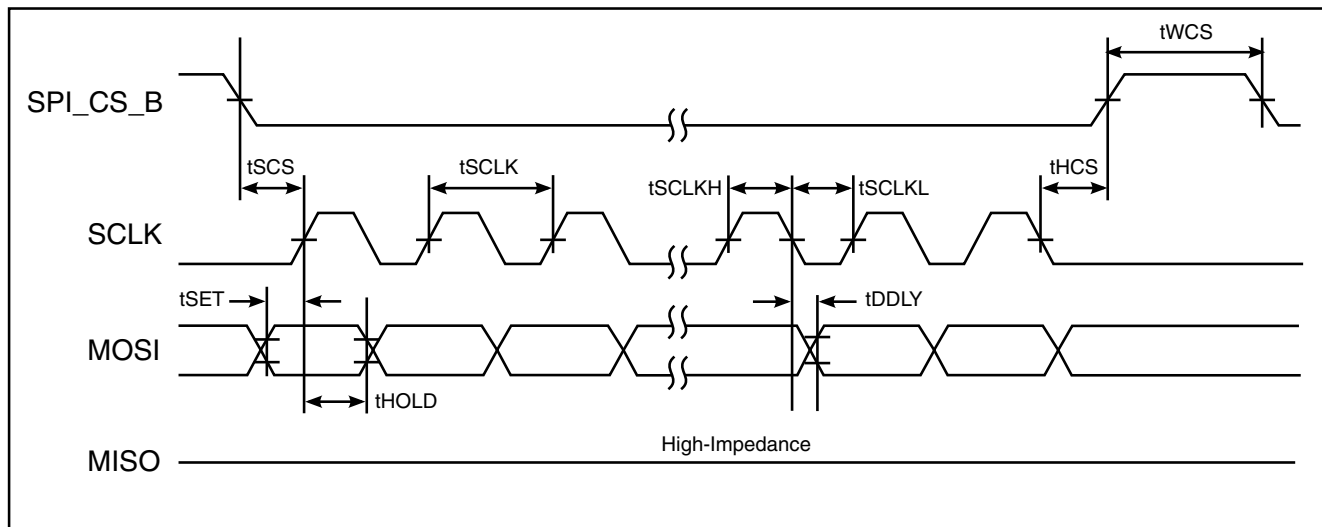 tWCS
SPI_CS_B
tSCS
tSCLK
tSCLKH
tSCLKL
tHCS
SCLK
tSET
tDDLY
MOSI
tHOLD
High-Impedance
MISO